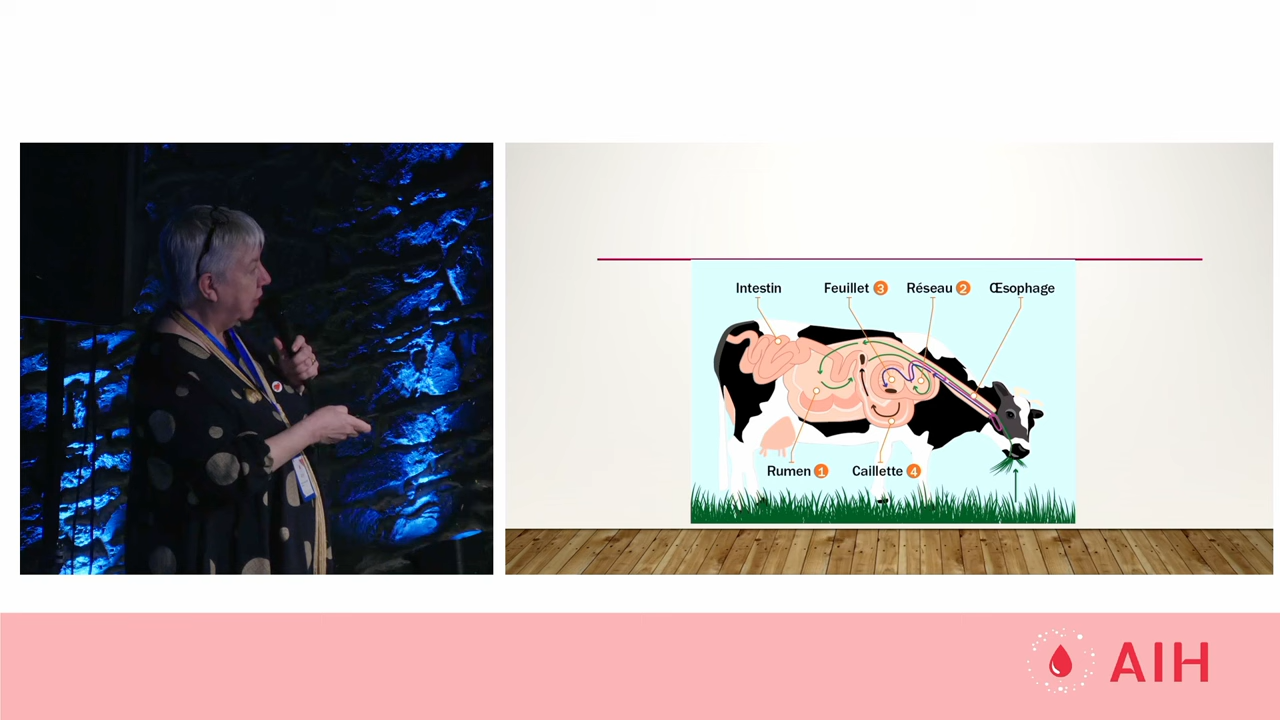 Intestin
Feuillet 3
Réseau 2
Œsophage
Rumen 1
Caillette 4
AIH